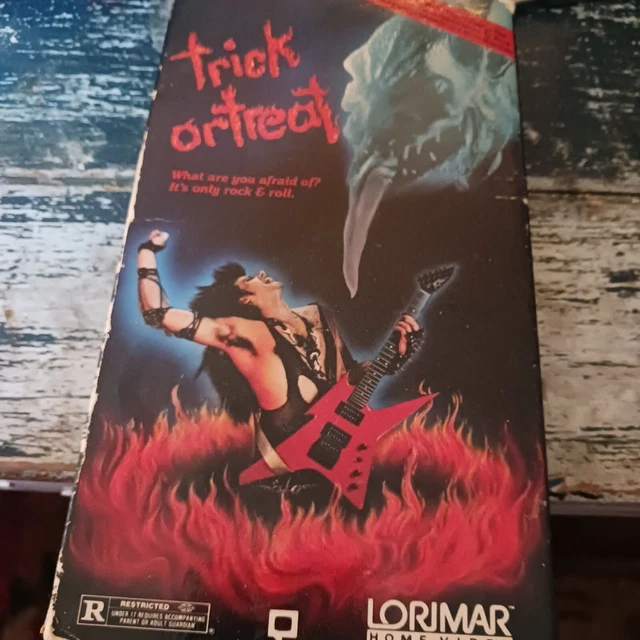 trick
or treat
What are you afraid of?
It's only rock & roll.
R
RESTRICTED
UNDER 17 REQUIRES ACCOMPANYING
PARENT OR ADULT GUARDIAN
LORIMAR™
HOME VIDEO